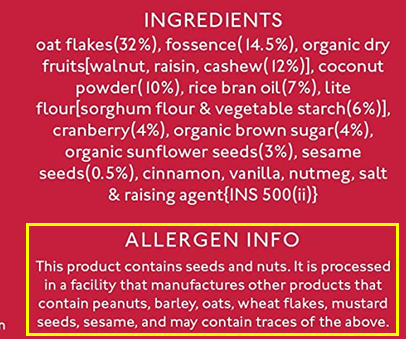 INGREDIENTS
oat flakes(32%), fossence(14.5%), organic dry
fruits[walnut, raisin, cashew(12%)], coconut
powder(10%), rice bran oil(7%), lite
flour[sorghum flour & vegetable starch(6%)],
cranberry(4%), organic brown sugar(4%),
organic sunflower seeds(3%), sesame
seeds(0.5%), cinnamon, vanilla, nutmeg, salt
& raising agent{INS 500(ii)}
ALLERGEN INFO
This product contains seeds and nuts. It is processed
in a facility that manufactures other products that
contain peanuts, barley, oats, wheat flakes, mustard
seeds, sesame, and may contain traces of the above.